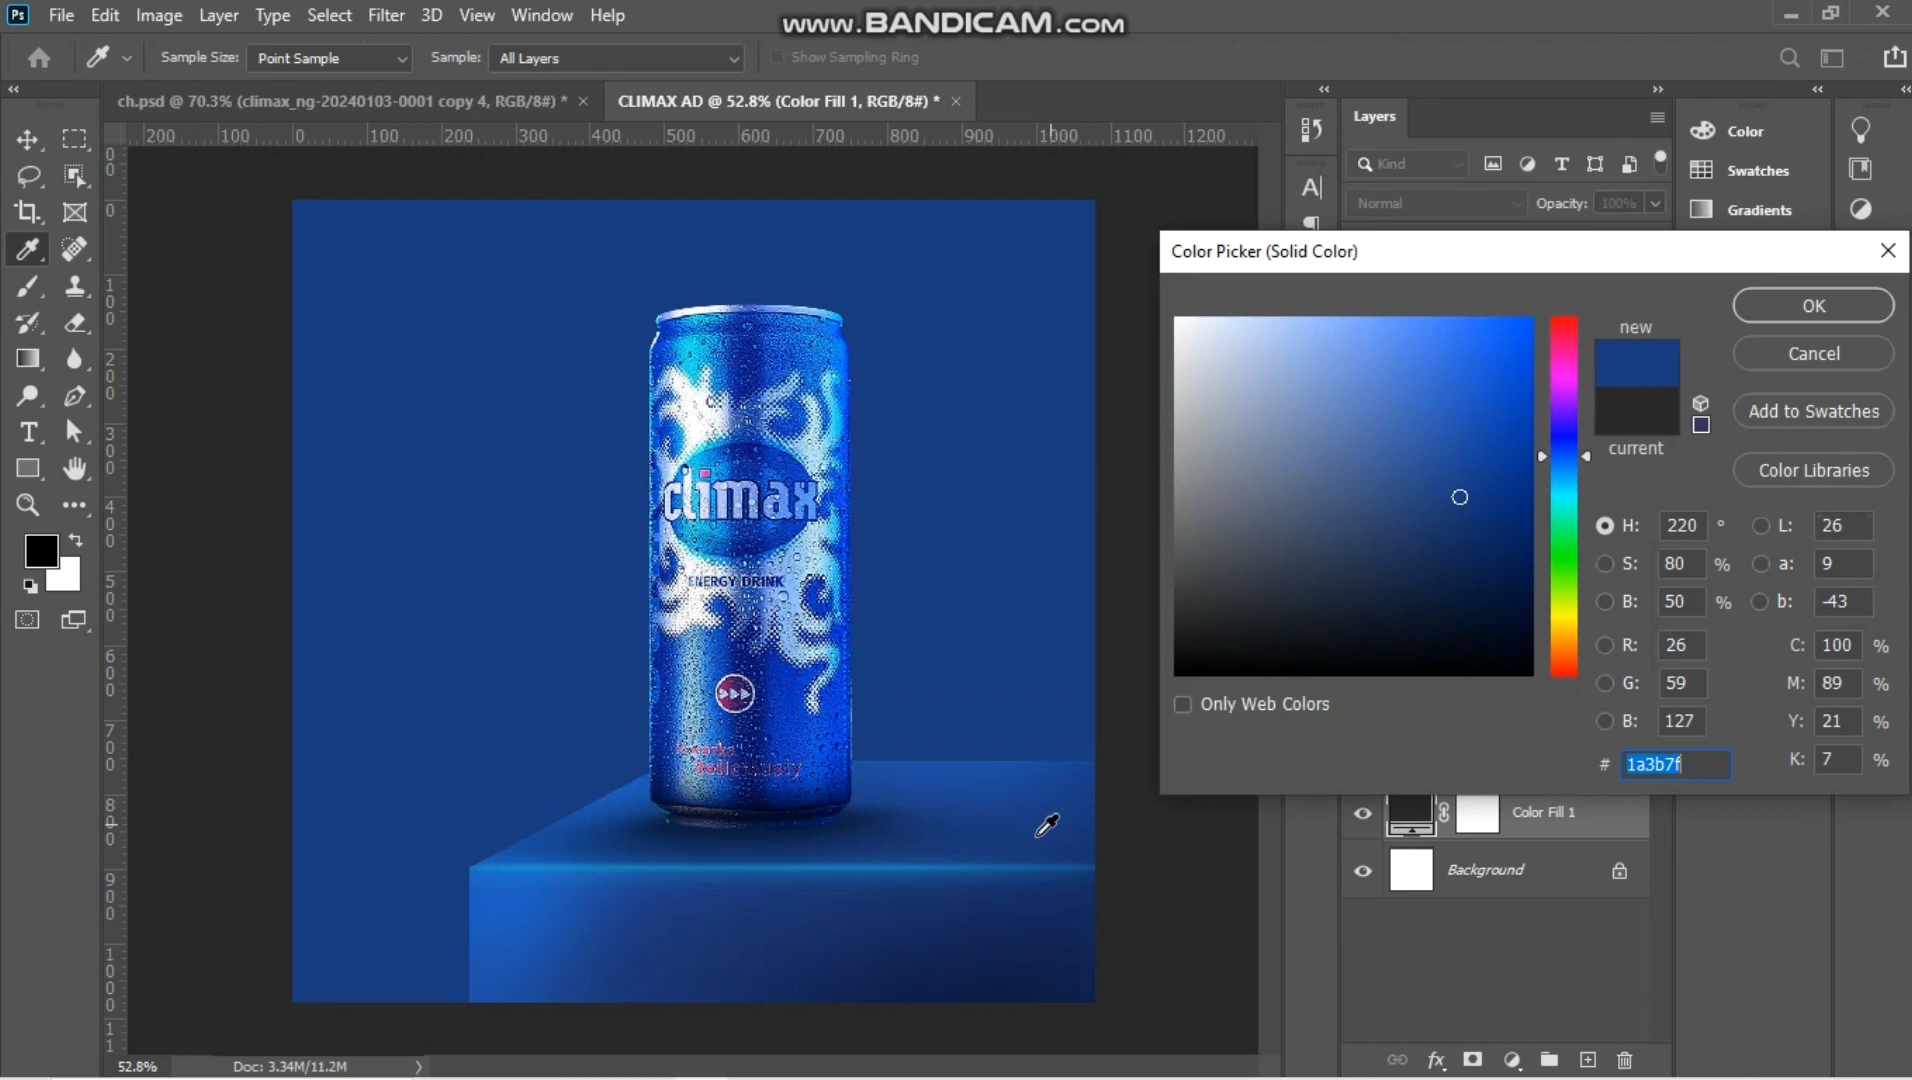 Ps File Edit Image Layer Type Select Filter 3D View Window Help
www.BANDICAM.com
Sample Size: Point Sample Sample: All Layers Show Sampling Ring
ch.psd @ 70.3% (climax_ng-20240103-0001 copy 4, RGB/8#) * ×
CLIMAX AD @ 52.8% (Color Fill 1, RGB/8#) * ×
200 100 0 100 200 300 400 500 600 700 800 900 1000 1100 1200
Layers
Kind
Normal Opacity: 100%
Color
Swatches
Gradients
climax
ENERGY DRINK
deliciously
Color Picker (Solid Color)
new
current
OK
Cancel
Add to Swatches
Color Libraries
H: 220 ° L: 26
S: 80 % a: 9
B: 50 % b: -43
R: 26 C: 100 %
G: 59 M: 89 %
B: 127 Y: 21 %
# 1a3b7f K: 7 %
Only Web Colors
Color Fill 1
Background
52.8% Doc: 3.34M/11.2M